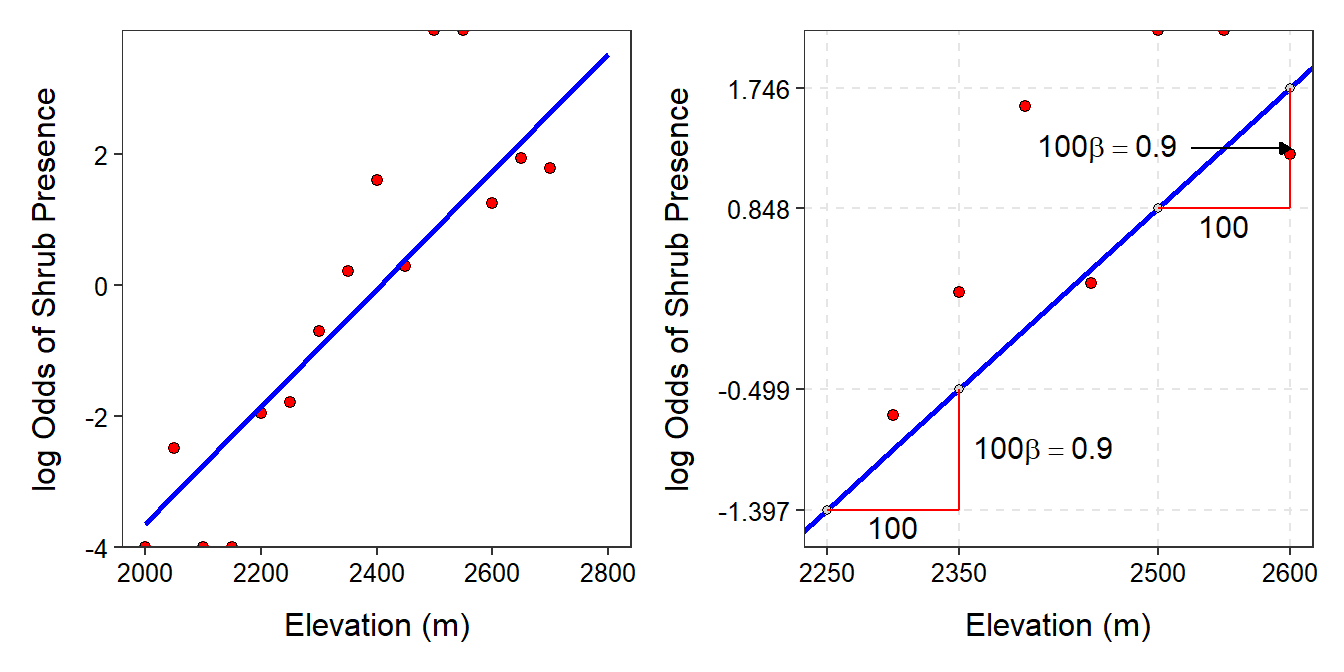 log Odds of Shrub Presence
2
0
-2
-4
2000 2200 2400 2600 2800
Elevation (m)
log Odds of Shrub Presence
1.746
0.848
-0.499
-1.397
100β = 0.9
100
100β = 0.9
100
2250 2350 2500 2600
Elevation (m)